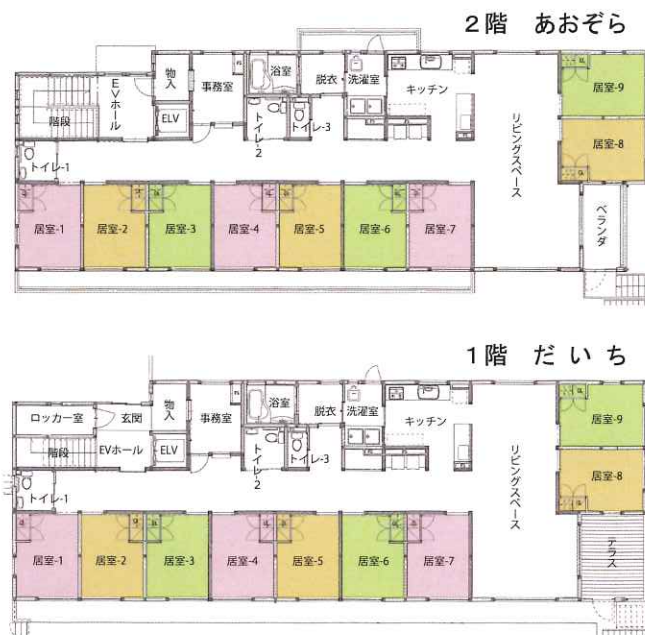 2階 あおぞら
物入
事務室
浴室
脱衣
洗濯室
キッチン
EVホール
階段
ELV
トイレ-2
トイレ-3
トイレ-1
リビングスペース
居室-9
居室-8
ベランダ
居室-1
居室-2
居室-3
居室-4
居室-5
居室-6
居室-7
1階 だいち
ロッカー室
玄関
物入
事務室
浴室
脱衣
洗濯室
キッチン
階段
EVホール
ELV
トイレ-2
トイレ-3
トイレ-1
リビングスペース
居室-9
居室-8
テラス
居室-1
居室-2
居室-3
居室-4
居室-5
居室-6
居室-7